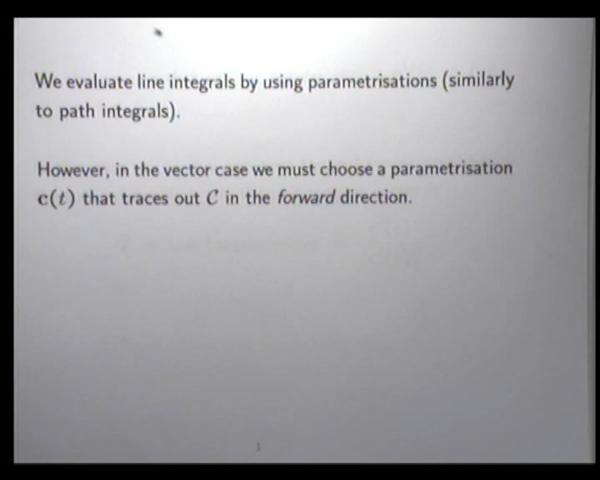 We evaluate line integrals by using parametrisations (similarly
to path integrals).
However, in the vector case we must choose a parametrisation
c(t) that traces out C in the forward direction.